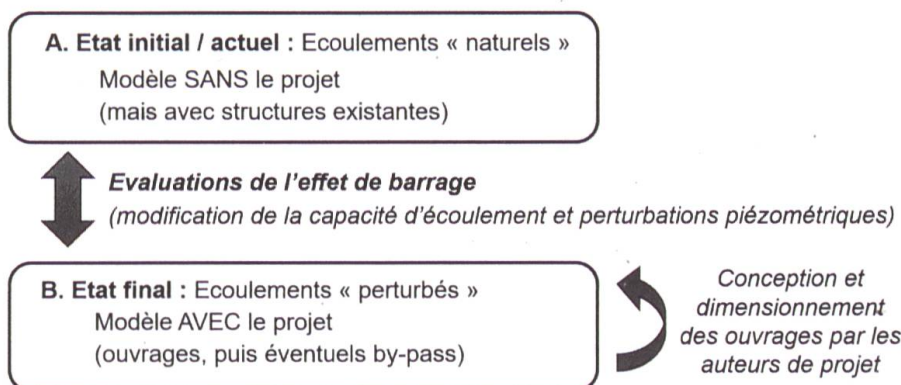 A. Etat initial / actuel : Ecoulements « naturels »
Modèle SANS le projet
(mais avec structures existantes)
Evaluations de l'effet de barrage
(modification de la capacité d'écoulement et perturbations piézométriques)
B. Etat final : Ecoulements « perturbés »
Modèle AVEC le projet
(ouvrages, puis éventuels by-pass)
Conception et
dimensionnement
des ouvrages par les
auteurs de projet